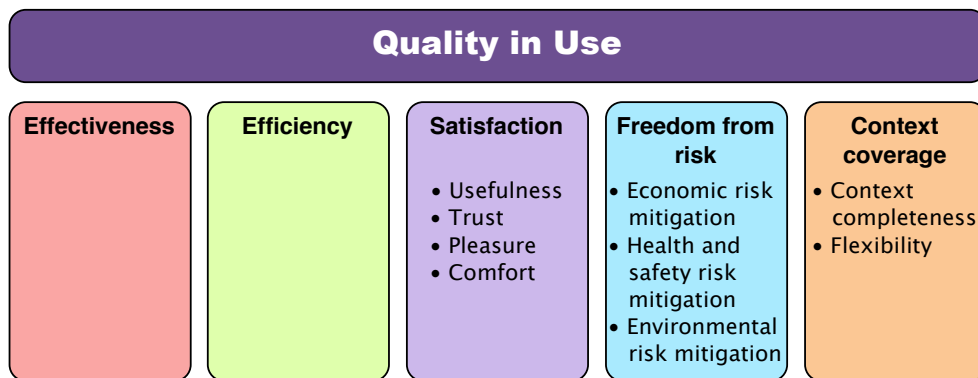 Quality in Use
Effectiveness
Efficiency
Satisfaction
• Usefulness
• Trust
• Pleasure
• Comfort
Freedom from
risk
• Economic risk
mitigation
• Health and
safety risk
mitigation
• Environmental
risk mitigation
Context
coverage
• Context
completeness
• Flexibility